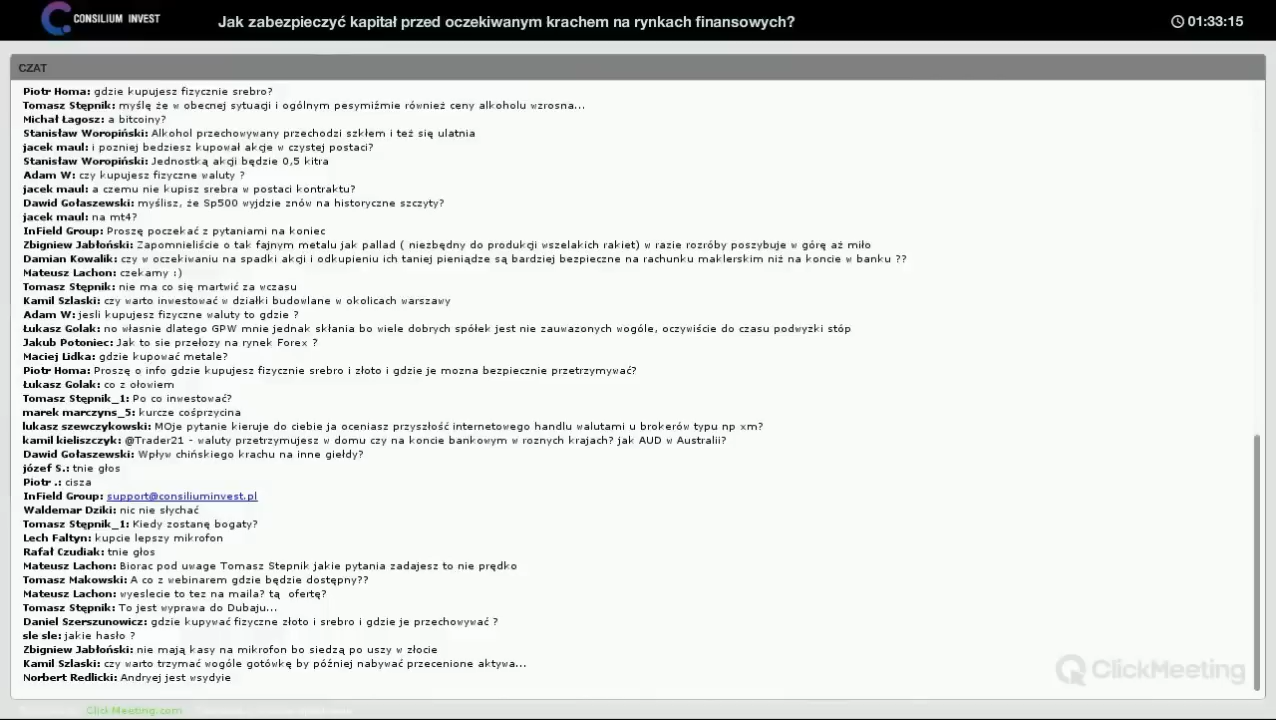 CONSILIUM INVEST
Jak zabezpieczyć kapitał przed oczekiwanym krachem na rynkach finansowych?
01:33:15
CZAT
Piotr Homa: gdzie kupujesz fizycznie srebro?
Tomasz Stępnik: myślę że w obecnej sytuacji i ogólnym pesymiźmie również ceny alkoholu wzrosna...
Michał Łagosz: a bitcoiny?
Stanisław Woropiński: Alkohol przechowywany przechodzi szkłem i też się ulatnia
jacek maul: i pozniej bedziesz kupował akcje w czystej postaci?
Stanisław Woropiński: Jednostką akcji będzie 0,5 kitra
Adam W: czy kupujesz fizyczne waluty ?
jacek maul: a czemu nie kupisz srebra w postaci kontraktu?
Dawid Gołaszewski: myślisz, że Sp500 wyjdzie znów na historyczne szczyty?
jacek maul: na mt4?
InField Group: Proszę poczekać z pytaniami na koniec
Zbigniew Jabłoński: Zapomnieliście o tak fajnym metalu jak pallad ( niezbędny do produkcji wszelakich rakiet) w razie rozróby poszybuje w górę aż miło
Damian Kowalik: czy w oczekiwaniu na spadki akcji i odkupieniu ich taniej pieniądze są bardziej bezpieczne na rachunku maklerskim niż na koncie w banku ??
Mateusz Lachon: czekamy :)
Tomasz Stępnik: nie ma co się martwić za wczasu
Kamil Szlaski: czy warto inwestować w działki budowlane w okolicach warszawy
Adam W: jesli kupujesz fizyczne waluty to gdzie ?
Łukasz Golak: no własnie dlatego GPW mnie jednak skłania bo wiele dobrych spółek jest nie zauwazonych wogóle, oczywiście do czasu podwyzki stóp
Jakub Potoniec: Jak to sie przełozy na rynek Forex ?
Maciej Lidka: gdzie kupować metale?
Piotr Homa: Proszę o info gdzie kupujesz fizycznie srebro i złoto i gdzie je mozna bezpiecznie przetrzymywać?
Łukasz Golak: co z ołowiem
Tomasz Stępnik_1: Po co inwestować?
marek marczyns_5: kurcze cośprzycina
lukasz szewczykowski: MOje pytanie kieruje do ciebie ja oceniasz przyszłość internetowego handlu walutami u brokerów typu np xm?
kamil kieliszczyk: @Trader21 - waluty przetrzymujesz w domu czy na koncie bankowym w roznych krajach? jak AUD w Australii?
Dawid Gołaszewski: Wpływ chińskiego krachu na inne giełdy?
józef S.: tnie głos
Piotr .: cisza
InField Group: support@consiliuminvest.pl
Waldemar Dziki: nic nie słychać
Tomasz Stępnik_1: Kiedy zostanę bogaty?
Lech Faltyn: kupcie lepszy mikrofon
Rafał Czudiak: tnie głos
Mateusz Lachon: Biorac pod uwage Tomasz Stepnik jakie pytania zadajesz to nie prędko
Tomasz Makowski: A co z webinarem gdzie będzie dostępny??
Mateusz Lachon: wyeslecie to tez na maila? tą ofertę?
Tomasz Stępnik: To jest wyprawa do Dubaju...
Daniel Szerszunowicz: gdzie kupywać fizyczne złoto i srebro i gdzie je przechowywać ?
sle sle: jakie hasło ?
Zbigniew Jabłoński: nie mają kasy na mikrofon bo siedzą po uszy w złocie
Kamil Szlaski: czy warto trzymać wogóle gotówkę by później nabywać przecenione aktywa...
Norbert Redlicki: Andryej jest wsydyie
ClickMeeting
ClickMeeting.com